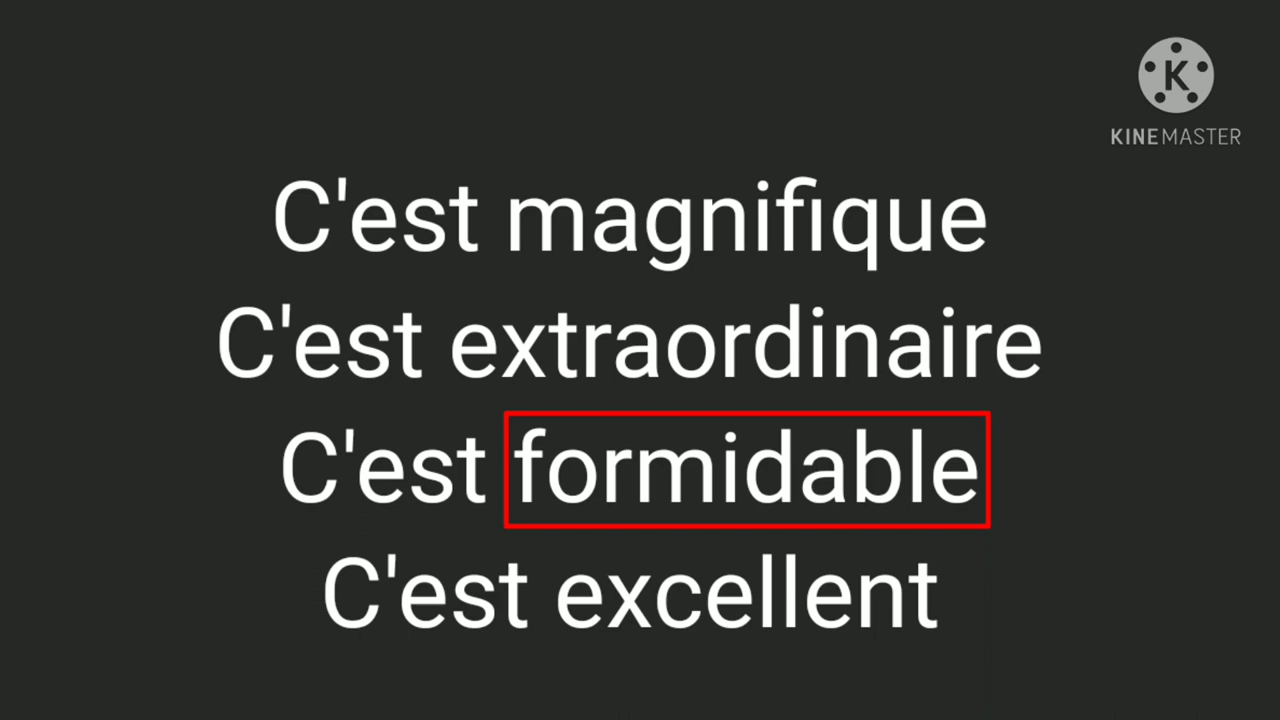 K
KINEMASTER
C'est magnifique
C'est extraordinaire
C'est formidable
C'est excellent